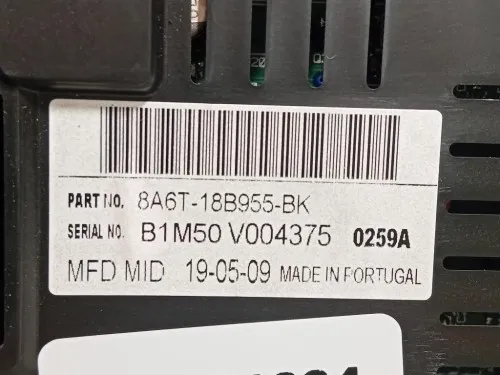 PART NO. 8A6T-18B955-BK
SERIAL NO. B1M50 V004375 0259A
MFD MID 19-05-09 MADE IN PORTUGAL